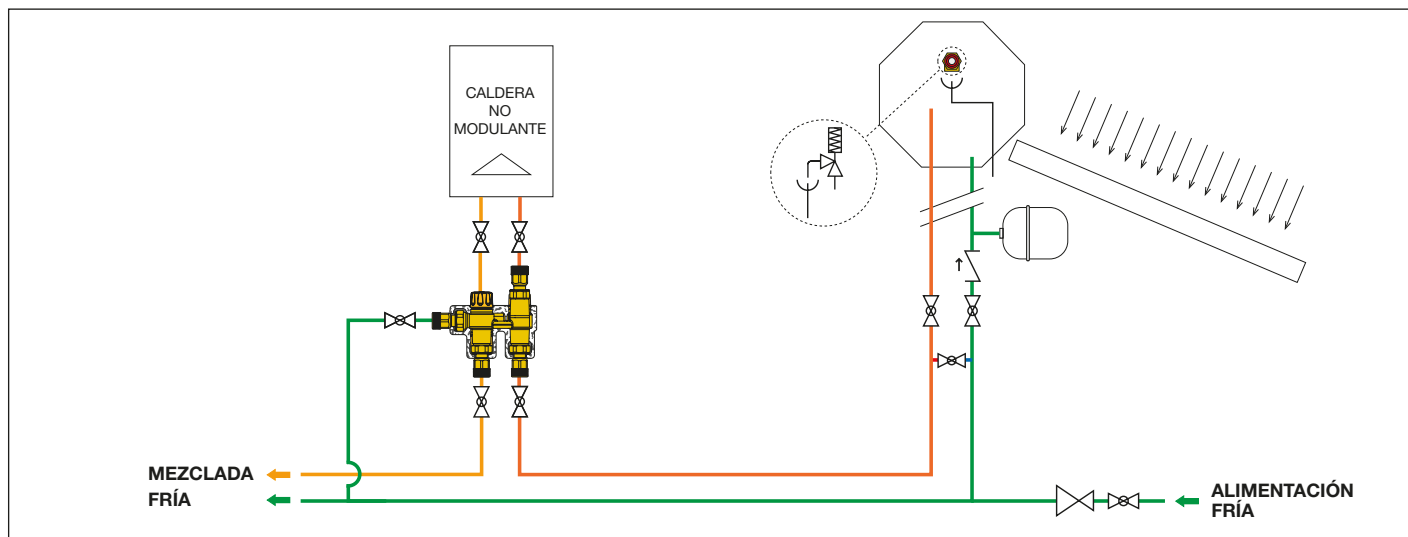 CALDERA
NO
MODULANTE
MEZCLADA
FRÍA
ALIMENTACIÓN
FRÍA